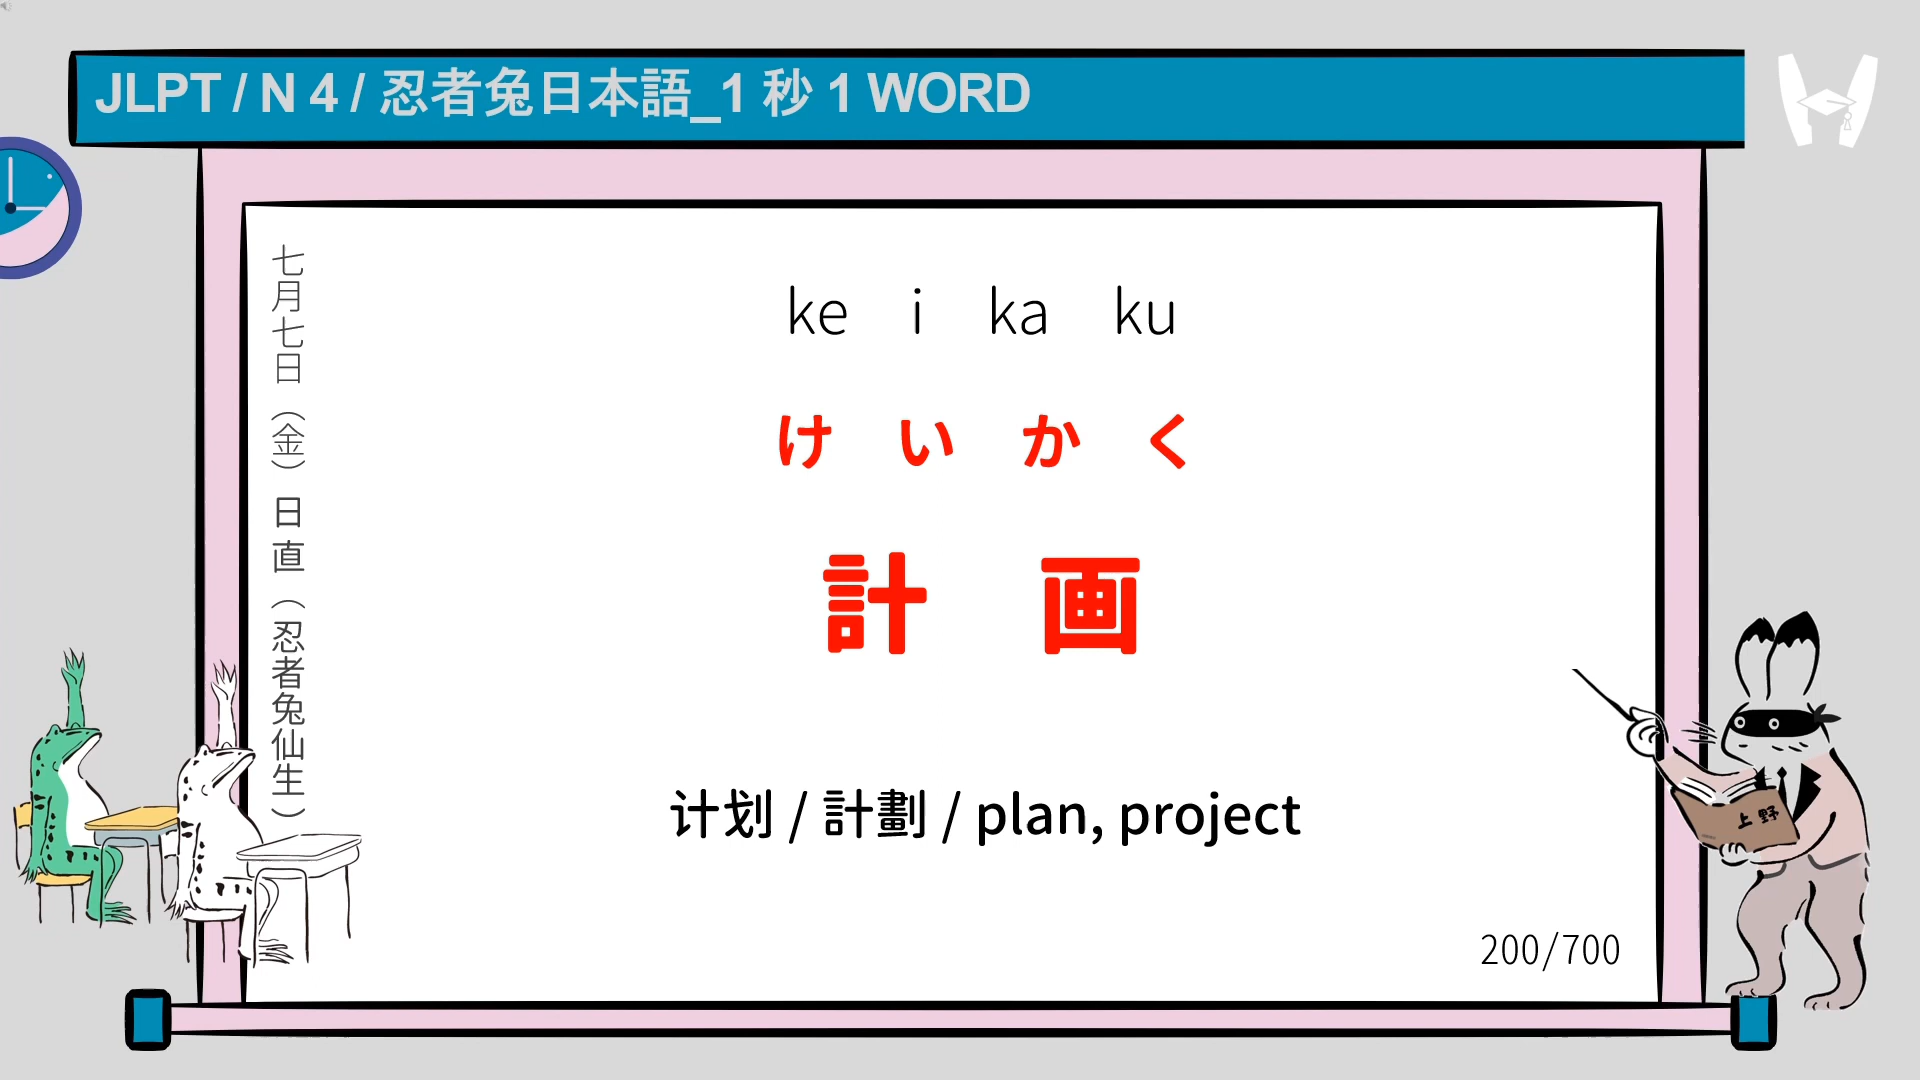 JLPT / N 4 / 忍者兔日本語_1 秒 1 WORD
七月七日（金）日直（忍者兔仙生）
ke i ka ku
け い か く
計 画
计划 / 計劃 / plan, project
上野
200/700